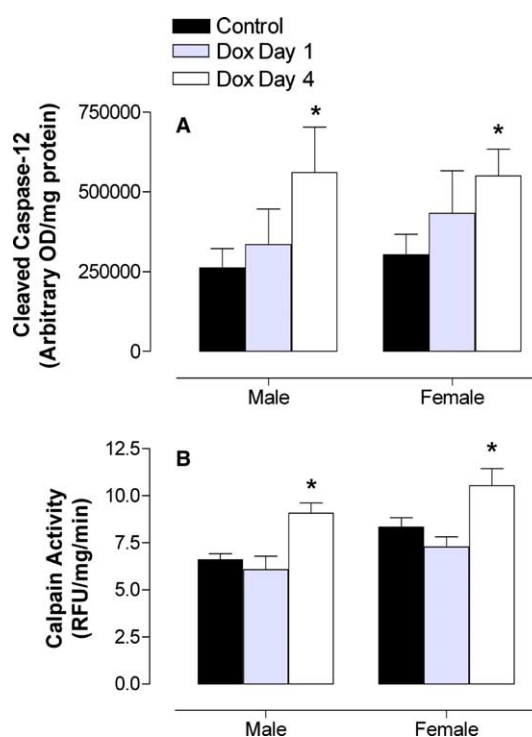 Control
Dox Day 1
Dox Day 4
A
Cleaved Caspase-12
(Arbitrary OD/mg protein)
750000
500000
250000
0
*
*
Male
Female
B
Calpain Activity
(RFU/mg/min)
12.5
10.0
7.5
5.0
2.5
0.0
*
*
Male
Female